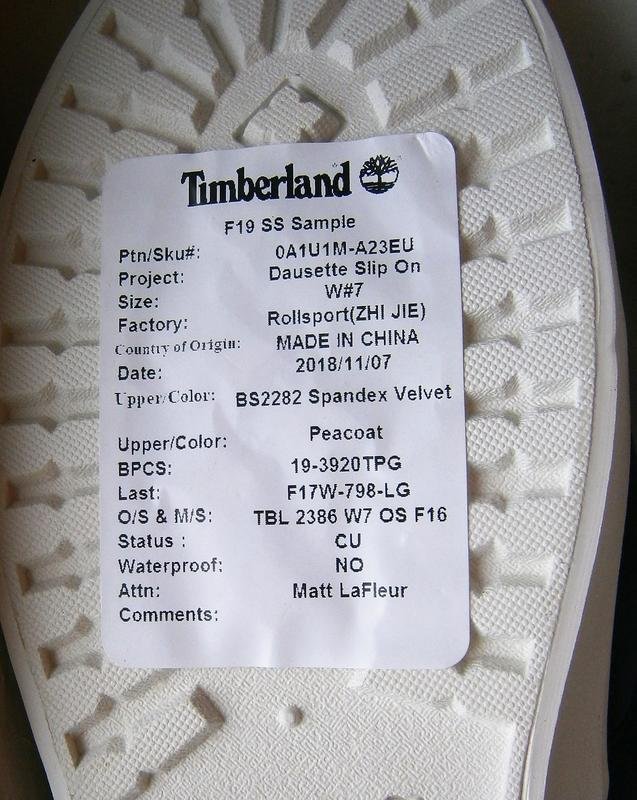 Timberland
F19 SS Sample
Ptn/Sku#: 0A1U1M-A23EU
Project: Dausette Slip On
Size: W#7
Factory: Rollsport(ZHI JIE)
Country of Origin: MADE IN CHINA
Date: 2018/11/07
Upper/Color: BS2282 Spandex Velvet
Upper/Color: Peacoat
BPCS: 19-3920TPG
Last: F17W-798-LG
O/S & M/S: TBL 2386 W7 OS F16
Status : CU
Waterproof: NO
Attn: Matt LaFleur
Comments: